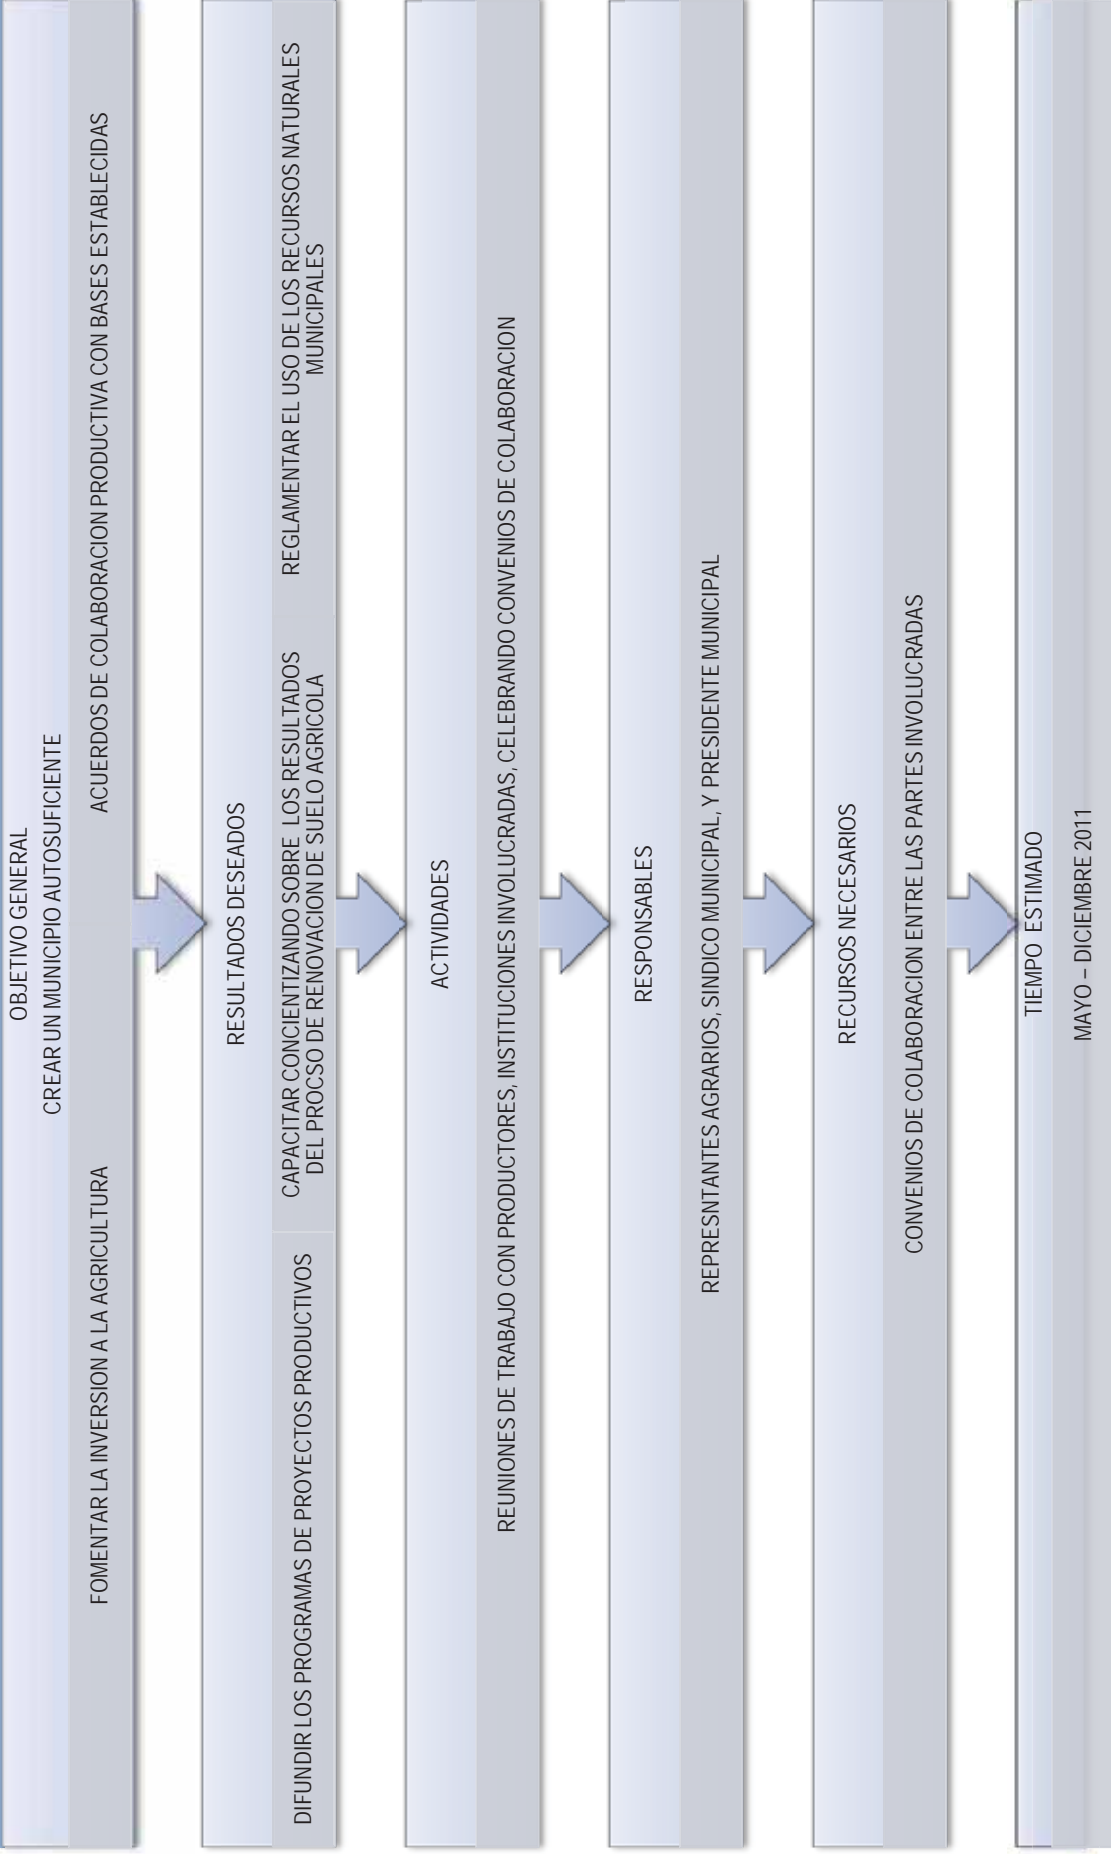 OBJETIVO GENERAL
CREAR UN MUNICIPIO AUTOSUFICIENTE
FOMENTAR LA INVERSION A LA AGRICULTURA
ACUERDOS DE COLABORACION PRODUCTIVA CON BASES ESTABLECIDAS
RESULTADOS DESEADOS
DIFUNDIR LOS PROGRAMAS DE PROYECTOS PRODUCTIVOS
CAPACITAR CONCIENTIZANDO SOBRE LOS RESULTADOS
DEL PROCSO DE RENOVACION DE SUELO AGRICOLA
REGLAMENTAR EL USO DE LOS RECURSOS NATURALES
MUNICIPALES
ACTIVIDADES
REUNIONES DE TRABAJO CON PRODUCTORES, INSTITUCIONES INVOLUCRADAS, CELEBRANDO CONVENIOS DE COLABORACION
RESPONSABLES
REPRESNTANTES AGRARIOS, SINDICO MUNICIPAL, Y PRESIDENTE MUNICIPAL
RECURSOS NECESARIOS
CONVENIOS DE COLABORACION ENTRE LAS PARTES INVOLUCRADAS
TIEMPO ESTIMADO
MAYO – DICIEMBRE 2011